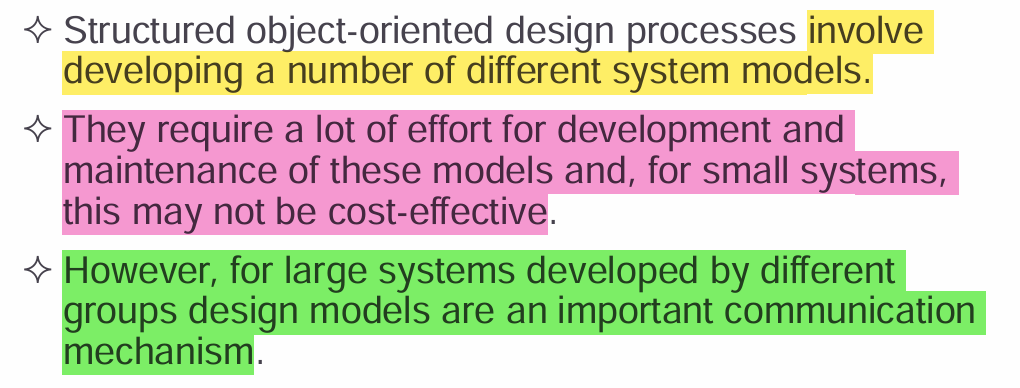 ✧ Structured object-oriented design processes involve
developing a number of different system models.
✧ They require a lot of effort for development and
maintenance of these models and, for small systems,
this may not be cost-effective.
✧ However, for large systems developed by different
groups design models are an important communication
mechanism.